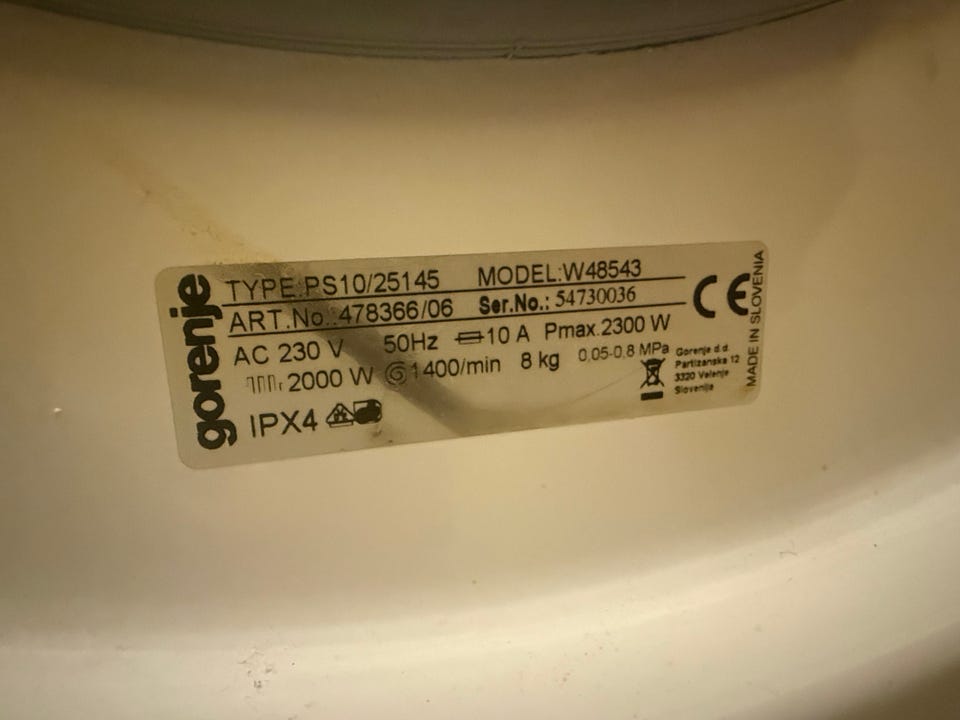 gorenje
TYPE:PS10/25145 MODEL:W48543
ART.No.:478366/06 Ser.No.: 54730036
AC 230 V 50Hz 10 A Pmax.2300 W
2000 W 1400/min 8 kg 0,05-0,8 MPa
IPX4
Gorenje d.d.
Partizanska 12
3320 Velenje
Slovenija
CE
MADE IN SLOVENIA